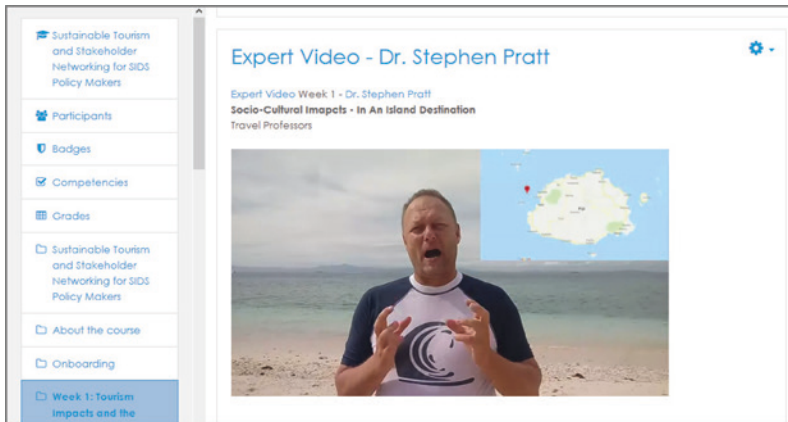 Sustainable Tourism
and Stakeholder
Networking for SIDS
Policy Makers
Participants
Badges
Competencies
Grades
Sustainable Tourism
and Stakeholder
Networking for SIDS
Policy Makers
About the course
Onboarding
Week 1: Tourism
Impacts and the
Expert Video - Dr. Stephen Pratt
Expert Video Week 1 - Dr. Stephen Pratt
Socio-Cultural Imapcts - In An Island Destination
Travel Professors
Fiji